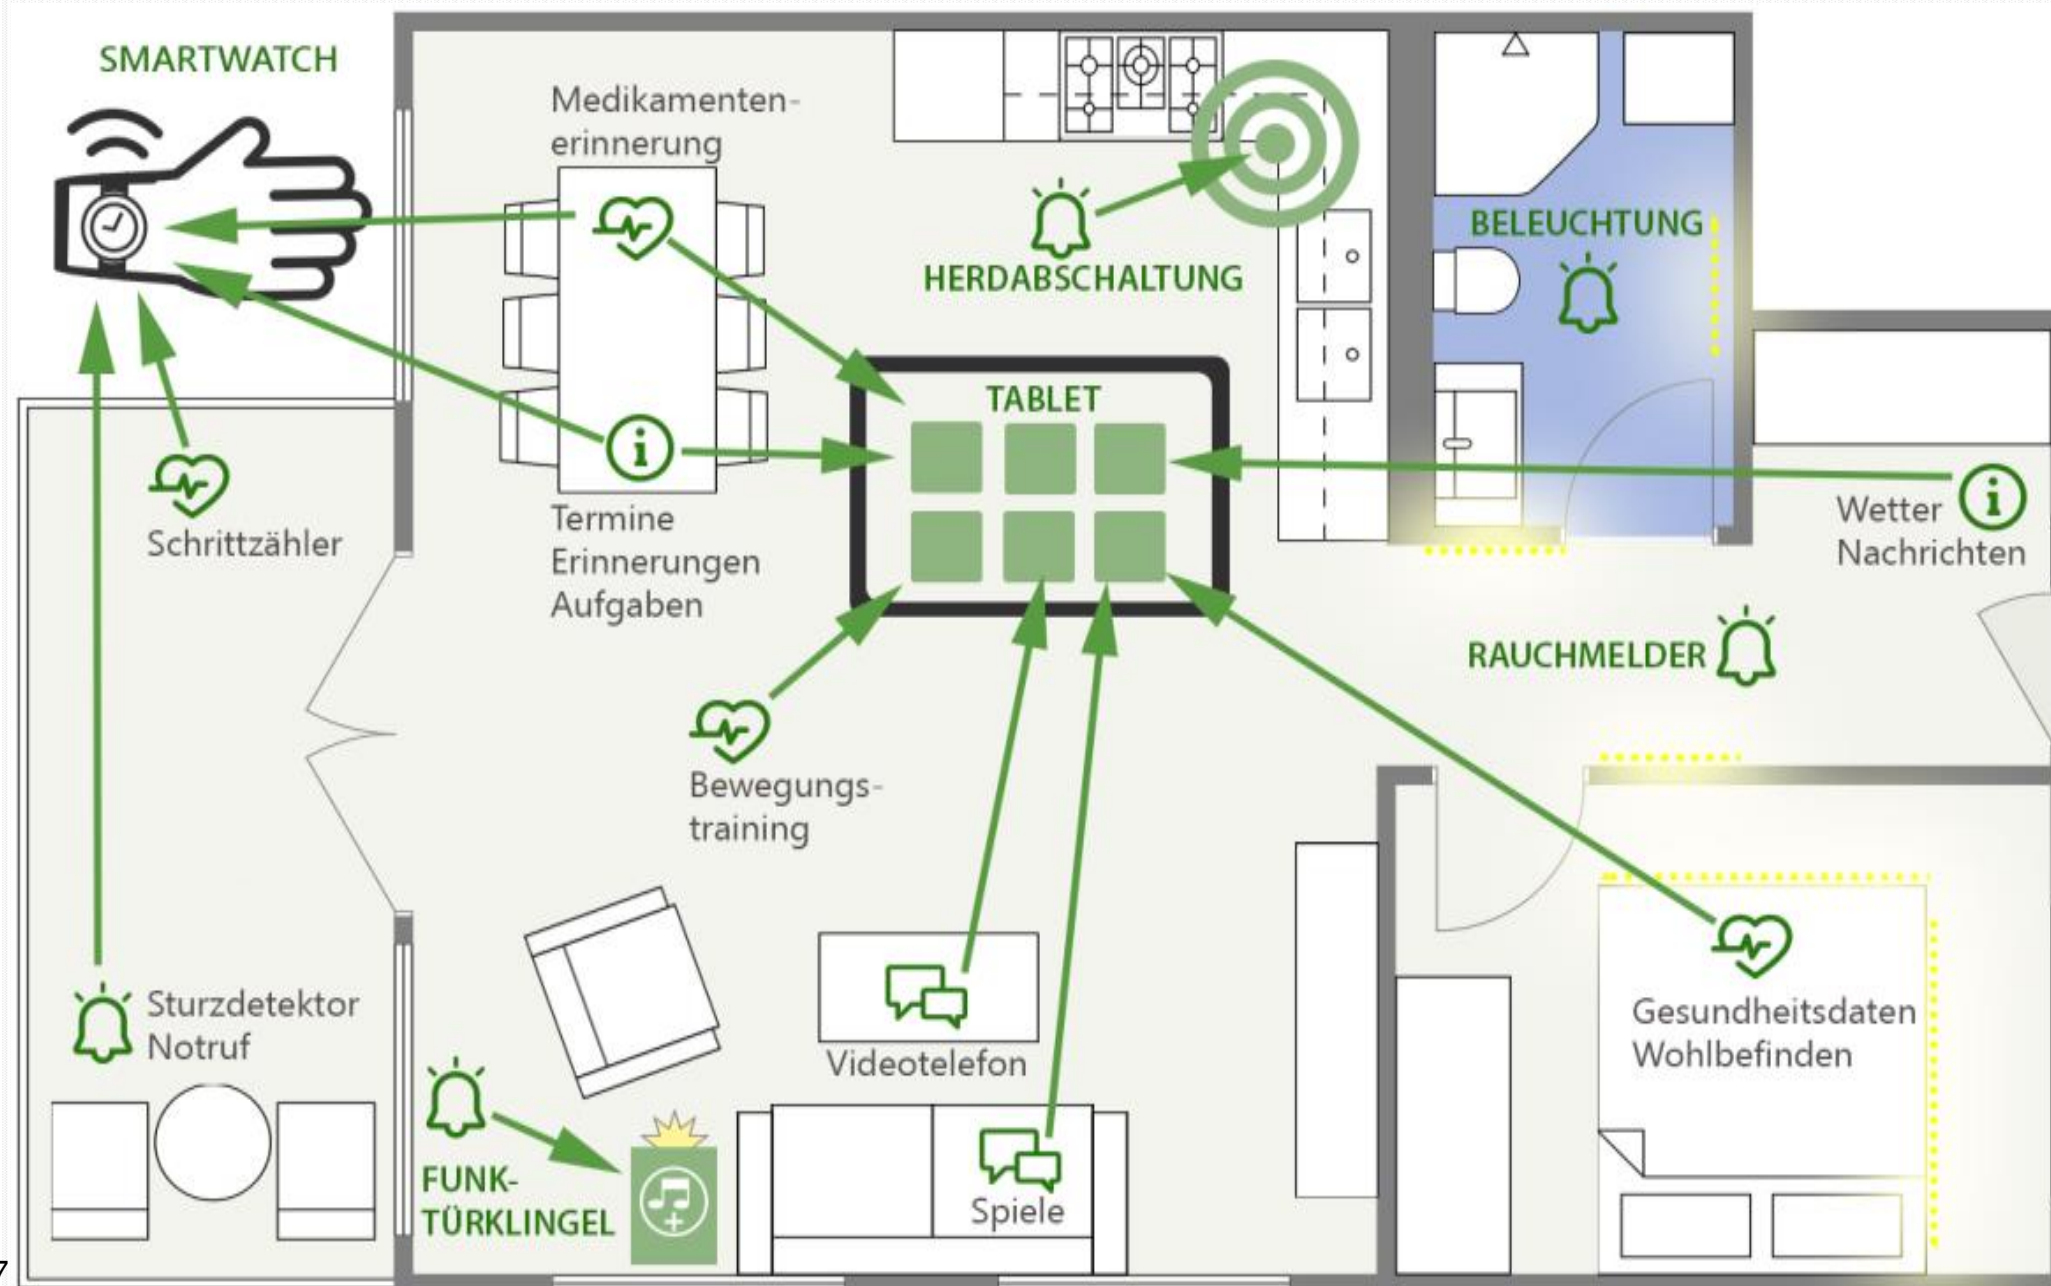 SMARTWATCH
Medikamenten-
erinnerung
HERDABSCHALTUNG
BELEUCHTUNG
TABLET
Schrittzähler
Termine
Erinnerungen
Aufgaben
Wetter
Nachrichten
RAUCHMELDER
Bewegungs-
training
Sturzdetektor
Notruf
Videotelefon
Gesundheitsdaten
Wohlbefinden
FUNK-
TÜRKLINGEL
Spiele
7